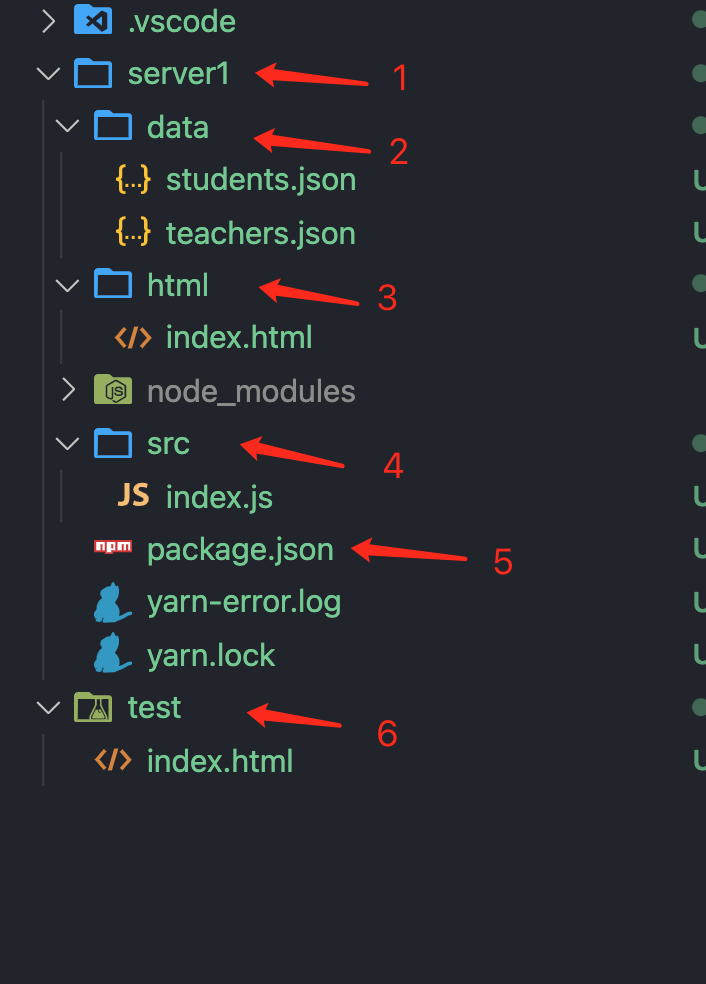 .vscode
server1 1
data 2
{...} students.json
{...} teachers.json
html 3
</> index.html
JS node_modules
src 4
JS index.js
npm package.json 5
yarn-error.log
yarn.lock
test 6
</> index.html